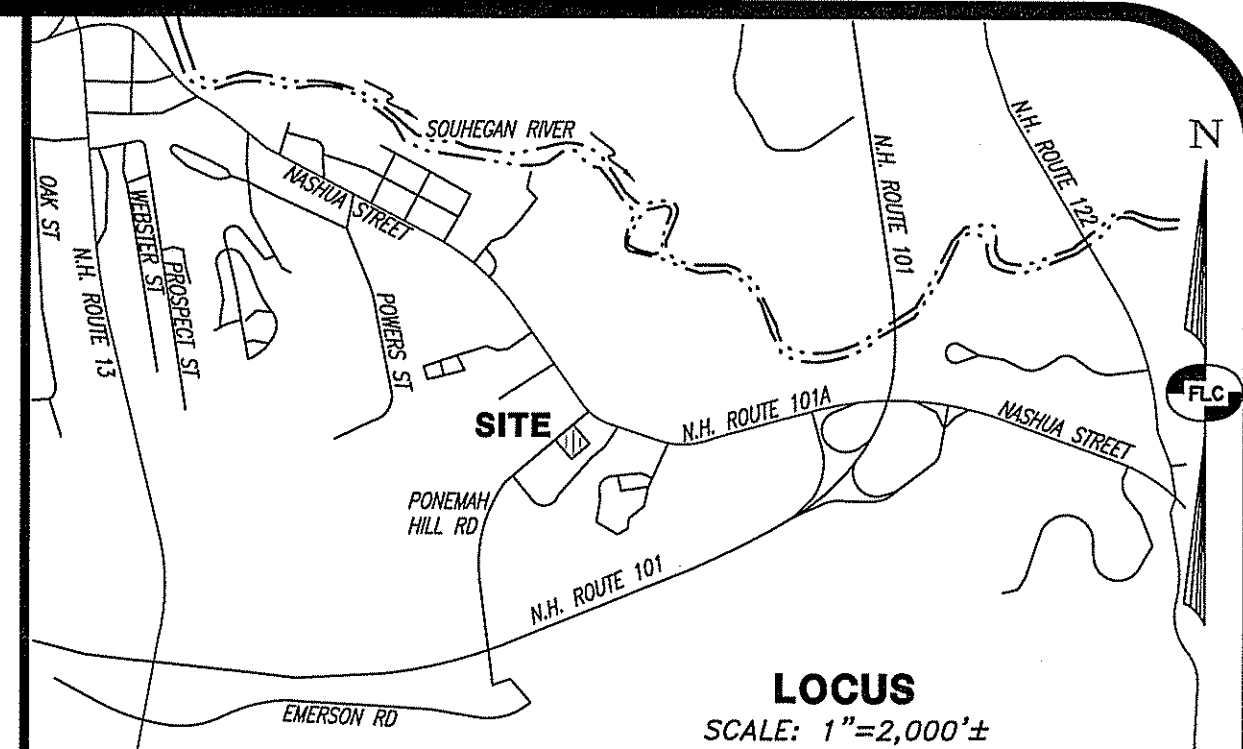 SOUHEGAN RIVER
N.H. ROUTE 122
N
N.H. ROUTE 101
OAK ST
WEBSTER ST
NASHUA STREET
PROSPECT ST
N.H. ROUTE 13
POWERS ST
FLC
SITE
N.H. ROUTE 101A
NASHUA STREET
PONEMAH
HILL RD
N.H. ROUTE 101
EMERSON RD
LOCUS
SCALE: 1"=2,000'±